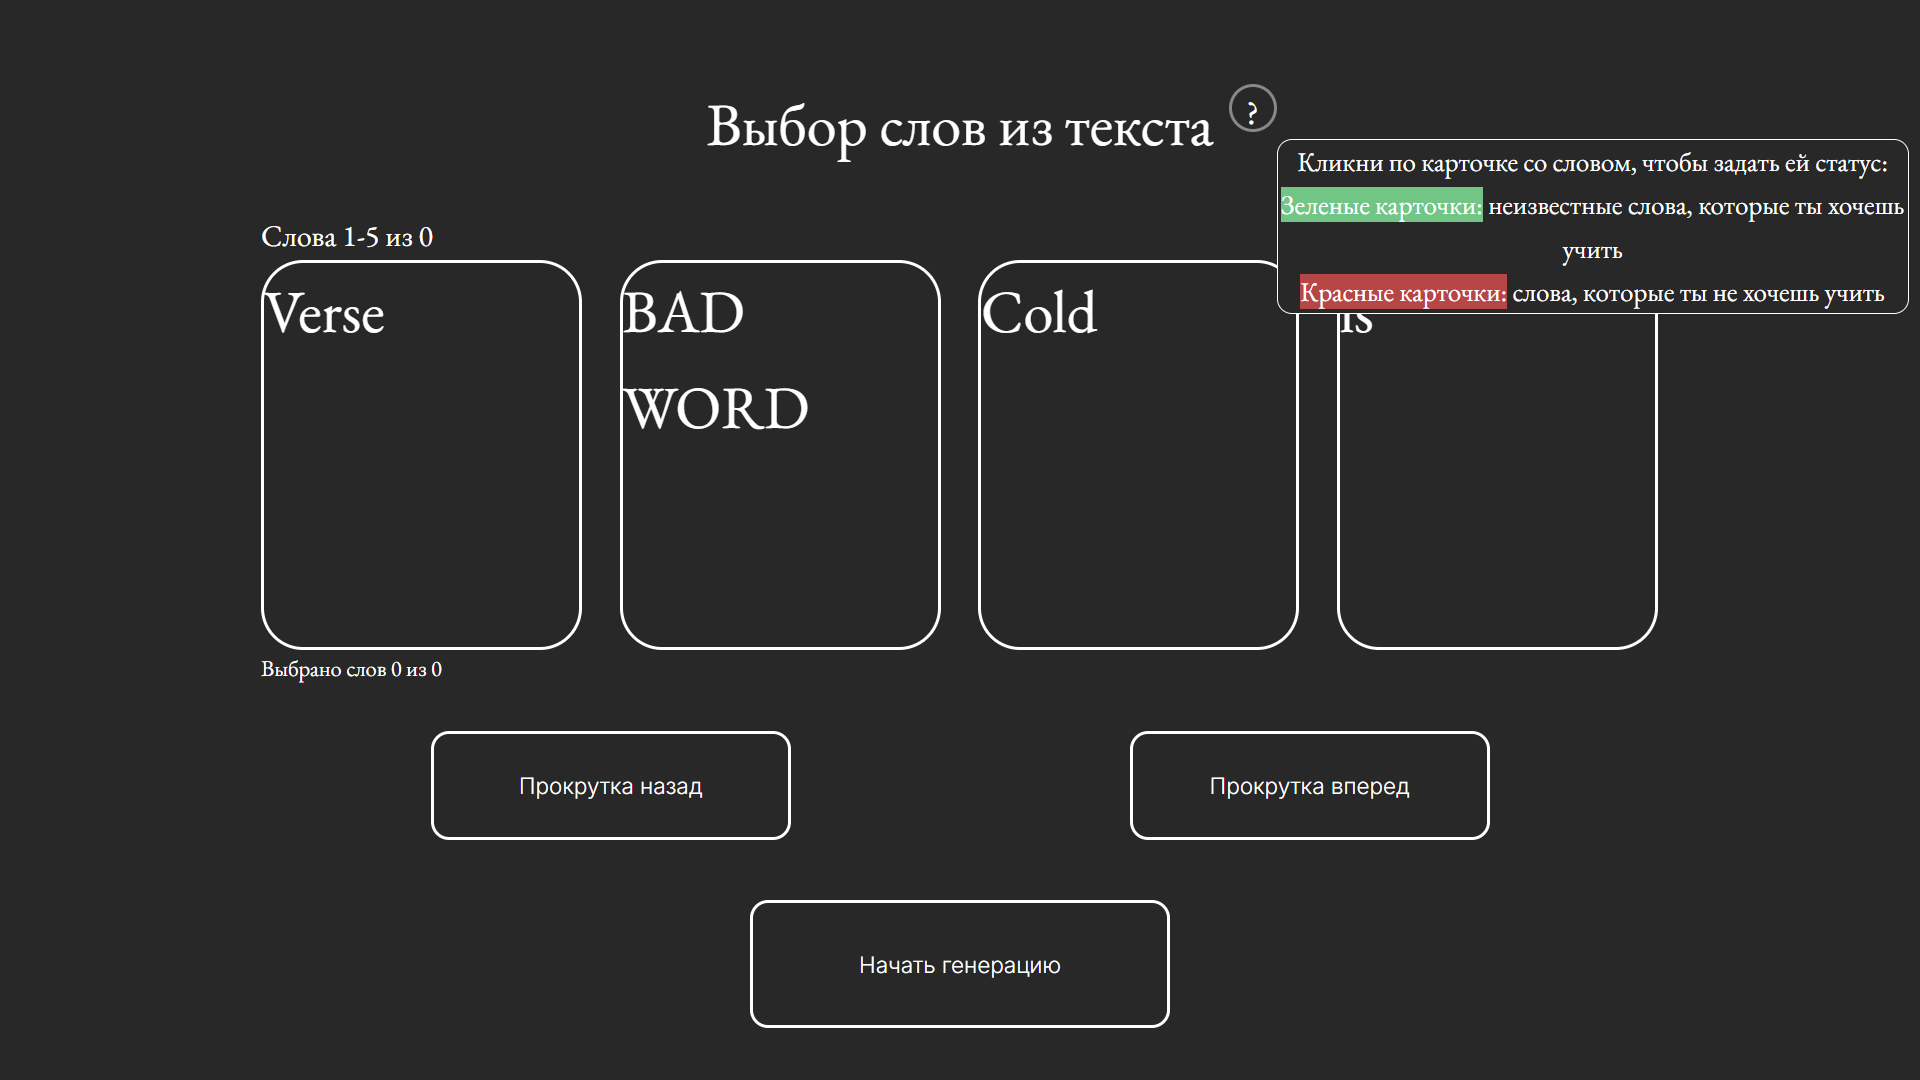 Выбор слов из текста
?
Кликни по карточке со словом, чтобы задать ей статус:
Зеленые карточки: неизвестные слова, которые ты хочешь
учить
Красные карточки: слова, которые ты не хочешь учить
Слова 1-5 из 0
Verse
BAD
WORD
Cold
is
Выбрано слов 0 из 0
Прокрутка назад
Прокрутка вперед
Начать генерацию